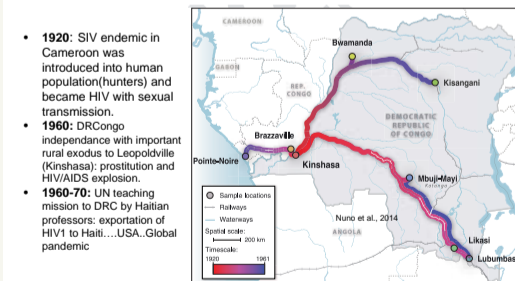 • 1920: SIV endemic in
Cameroon was
introduced into human
population(hunters) and
became HIV with sexual
transmission.
• 1960: DRCongo
independance with important
rural exodus to Leopoldville
(Kinshasa): prostitution and
HIV/AIDS explosion.
• 1960-70: UN teaching
mission to DRC by Haitian
professors: exportation of
HIV1 to Haiti....USA..Global
pandemic
CAMEROON
GABON
REP.
CONGO
Bwamanda
Kisangani
DEMOCRATIC
REPUBLIC
OF CONGO
Brazzaville
Pointe-Noire
Kinshasa
Mbuji-Mayi
Katanga
Sample locations
Railways
Waterways
Spatial scale:
200 km
Timescale:
1920 1961
Nuno et al., 2014
ANGOLA
Likasi
Lubumbas